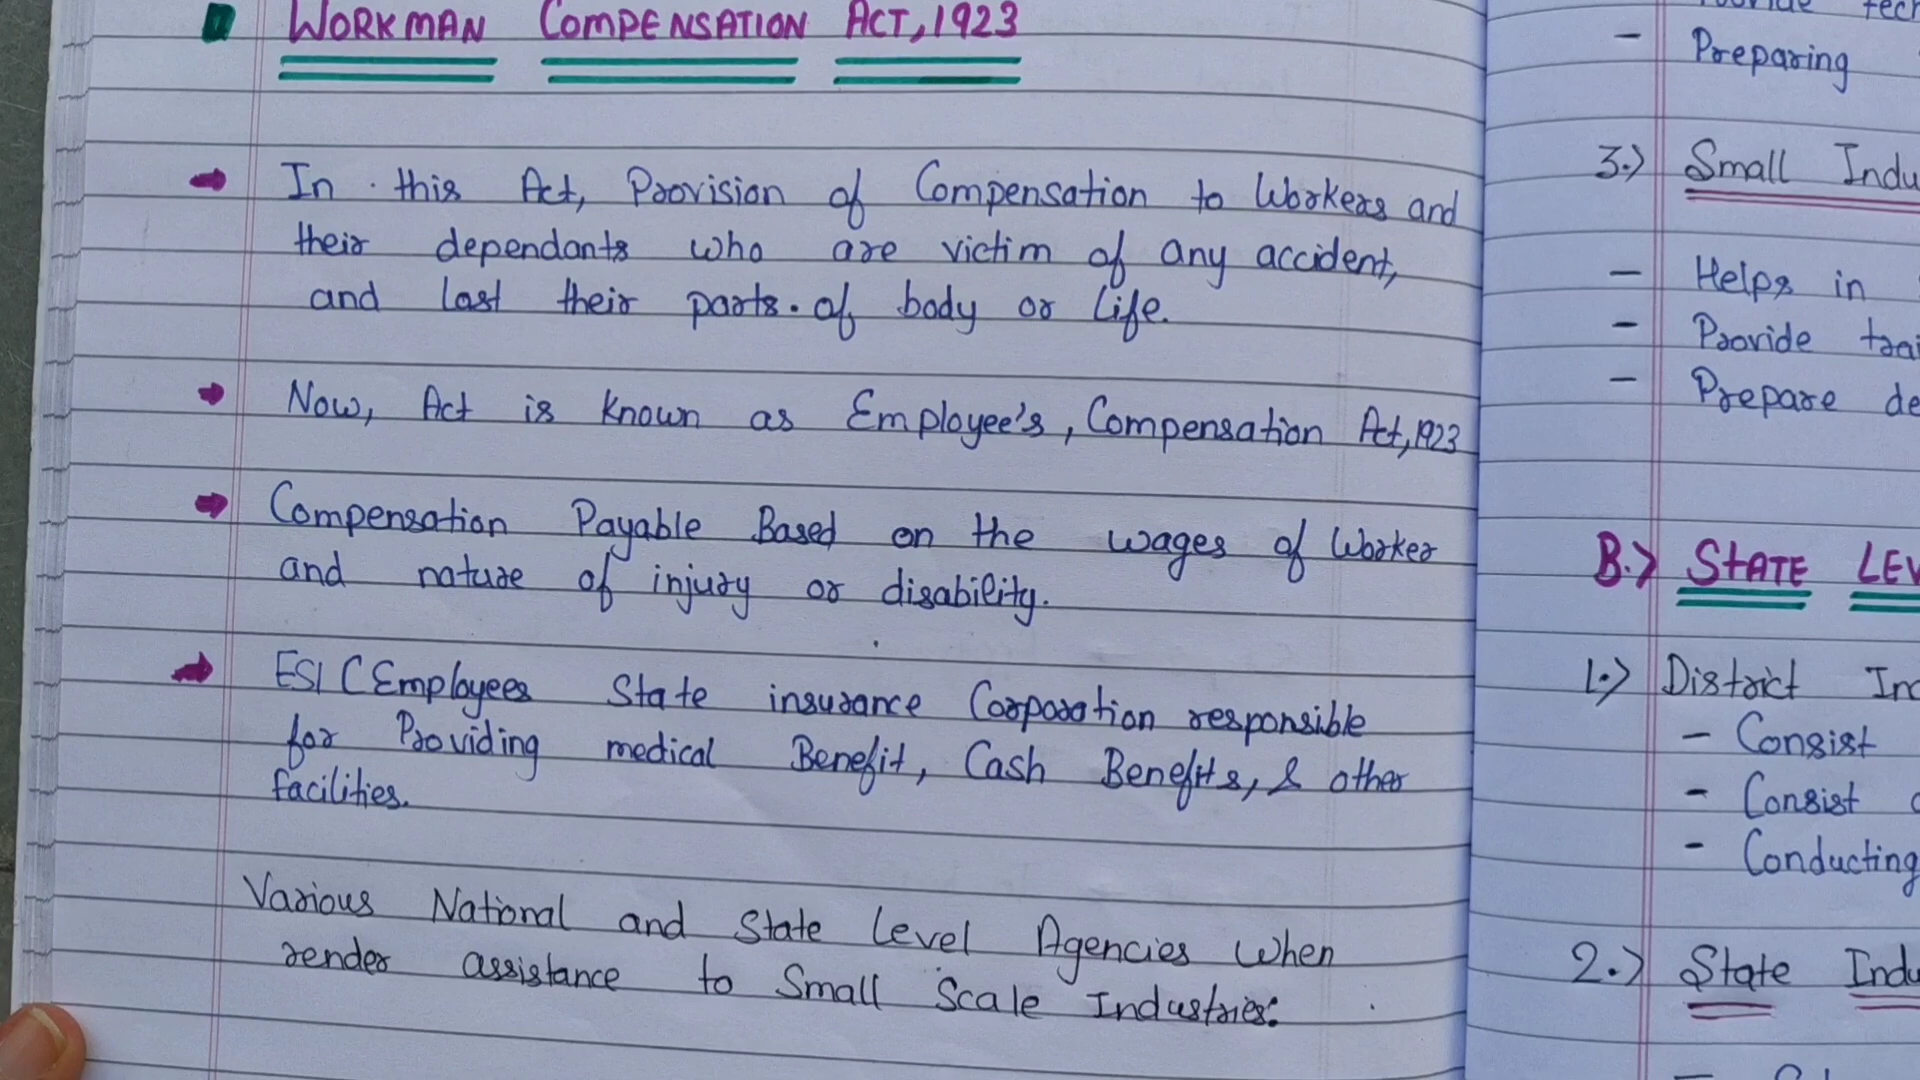 WORKMAN COMPENSATION ACT, 1923
In this Act, Provision of Compensation to Workers and
their dependants who are victim of any accident,
and last their parts of body or life.
Now, Act is known as Employee's, Compensation Act, 1923
Compensation Payable Based on the wages of Worker
and nature of injury or disability.
ESI CEmployees State insurance Corporation responsible
for Providing medical Benefit, Cash Benefits, & other
facilities.
Various National and State Level Agencies when
render assistance to Small Scale Industries:
- Preparing
3.) Small Indu
- Helps in
- Provide trai
- Prepare de
B.) STATE LEV
1.) District In
- Consist
- Consist
- Conducting
2.) State Indu